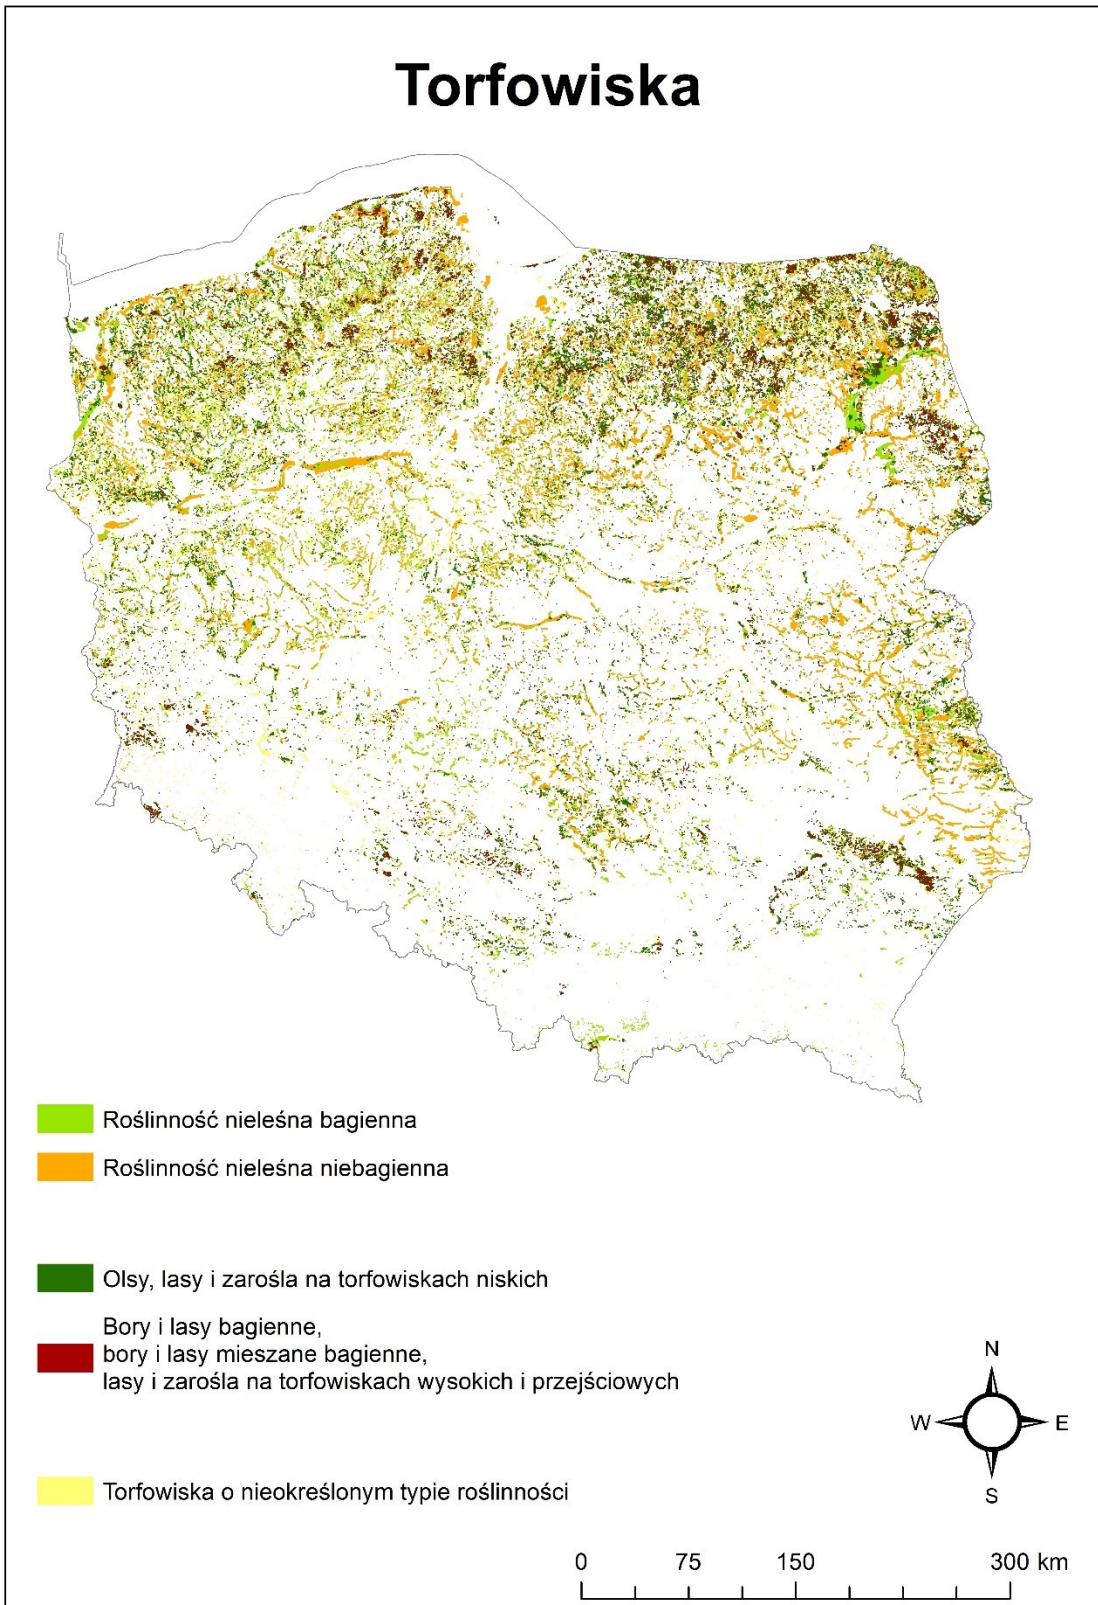 Torfowiska
Roślinność nieleśna bagienna
Roślinność nieleśna niebagienna
Olsy, lasy i zarośla na torfowiskach niskich
Bory i lasy bagienne,
bory i lasy mieszane bagienne,
lasy i zarośla na torfowiskach wysokich i przejściowych
Torfowiska o nieokreślonym typie roślinności
N
W E
S
0 75 150 300 km